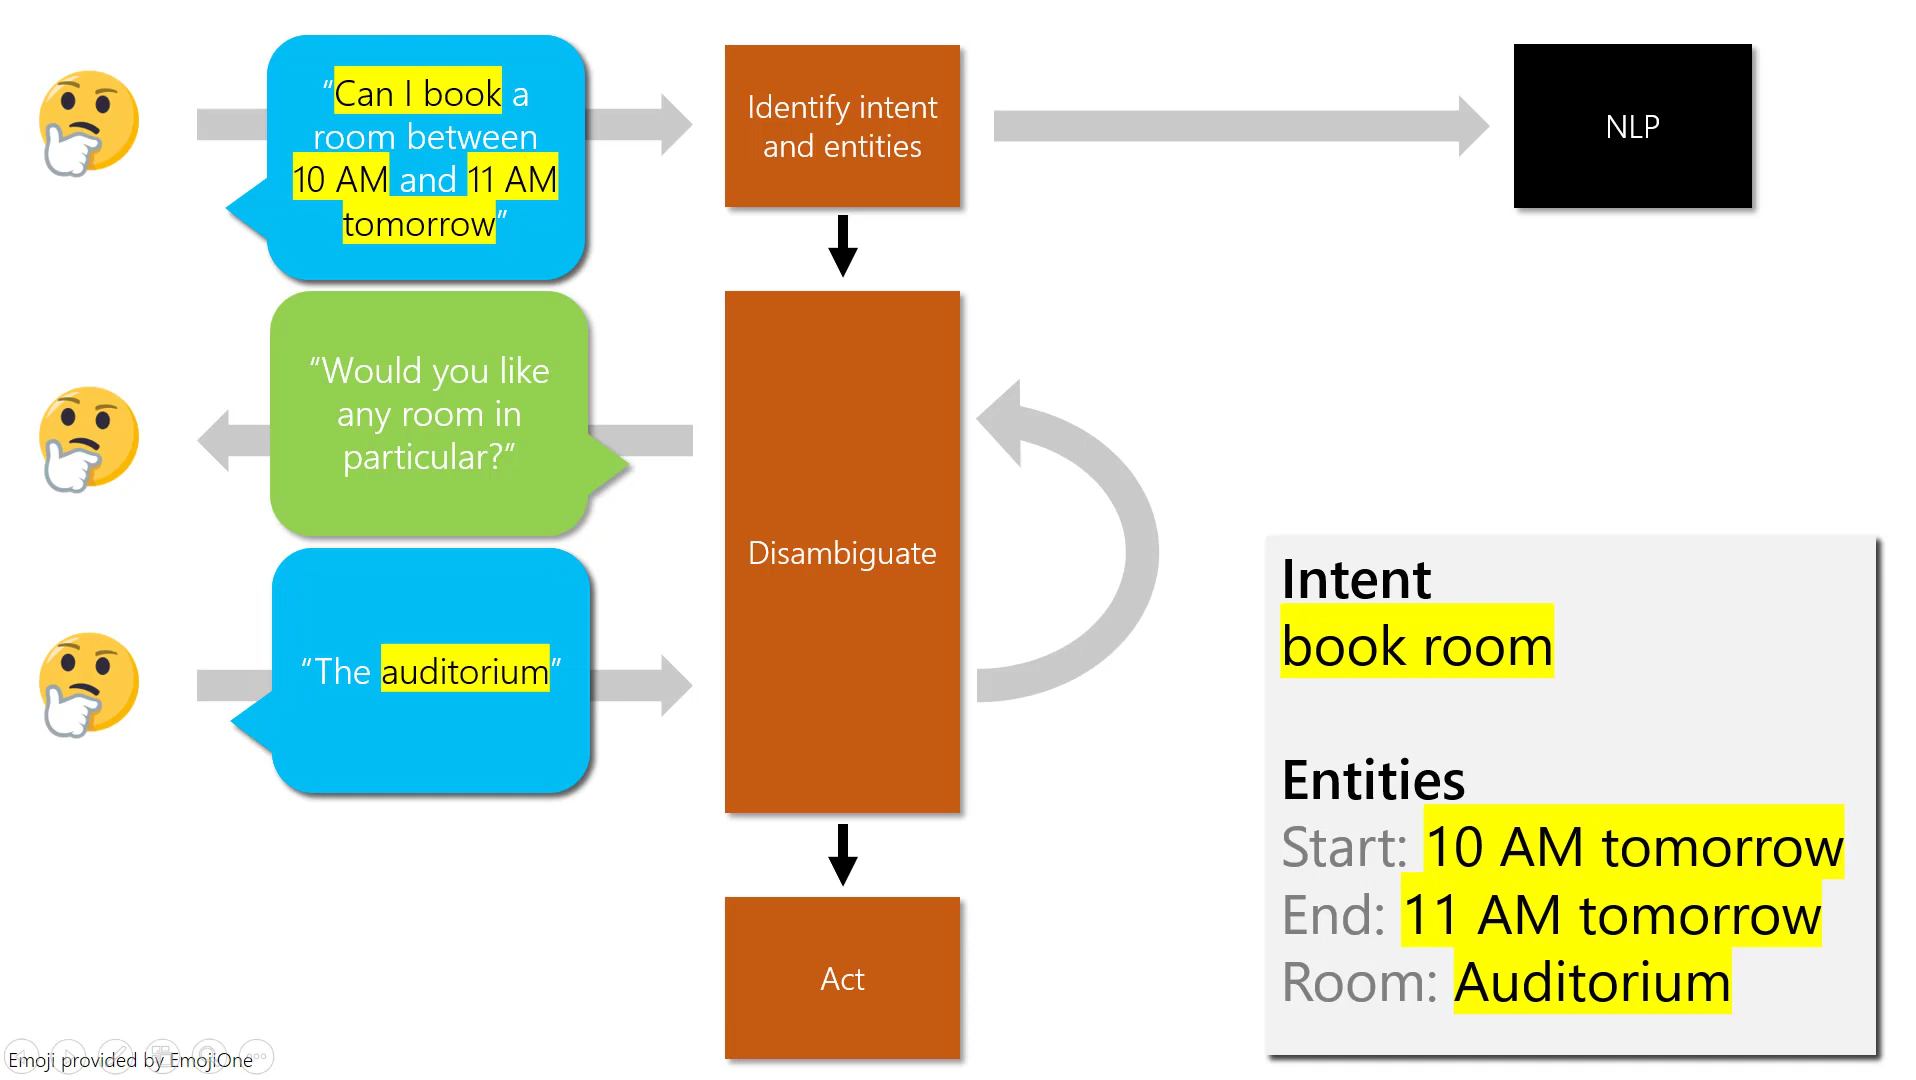 “Can I book a
room between
10 AM and 11 AM
tomorrow”
Identify intent
and entities
NLP
“Would you like
any room in
particular?”
Disambiguate
“The auditorium”
Act
Intent
book room
Entities
Start: 10 AM tomorrow
End: 11 AM tomorrow
Room: Auditorium
Emoji provided by EmojiOne